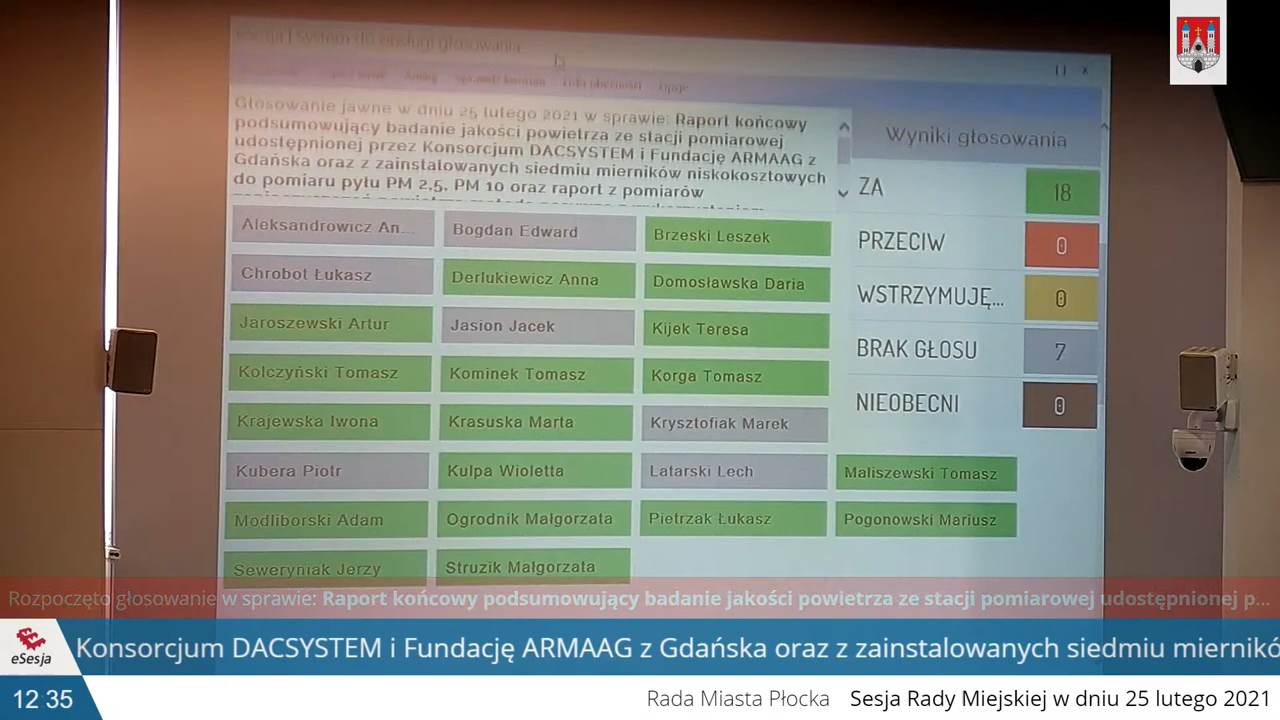 eSesja | System do obsługi głosowania
Głosowanie jawne w dniu 25 lutego 2021 w sprawie: Raport końcowy
podsumowujący badanie jakości powietrza ze stacji pomiarowej
udostępnionej przez Konsorcjum DACSYSTEM i Fundację ARMAAG z
Gdańska oraz z zainstalowanych siedmiu mierników niskokosztowych
do pomiaru pyłu PM 2,5, PM 10 oraz raport z pomiarów
Wyniki głosowania
ZA 18
PRZECIW 0
WSTRZYMUJĘ... 0
BRAK GŁOSU 7
NIEOBECNI 0
Aleksandrowicz An... Bogdan Edward Brzeski Leszek
Chrobot Łukasz Derlukiewicz Anna Domosławska Daria
Jaroszewski Artur Jasion Jacek Kijek Teresa
Kolczyński Tomasz Kominek Tomasz Korga Tomasz
Krajewska Iwona Krasuska Marta Krysztofiak Marek
Kubera Piotr Kulpa Wioletta Latarski Lech Maliszewski Tomasz
Modliborski Adam Ogrodnik Małgorzata Pietrzak Łukasz Pogonowski Mariusz
Seweryniak Jerzy Struzik Małgorzata
Rozpoczęto głosowanie w sprawie: Raport końcowy podsumowujący badanie jakości powietrza ze stacji pomiarowej udostępnionej p...
eSesja
Konsorcjum DACSYSTEM i Fundację ARMAAG z Gdańska oraz z zainstalowanych siedmiu mierników
12:35
Rada Miasta Płocka Sesja Rady Miejskiej w dniu 25 lutego 2021